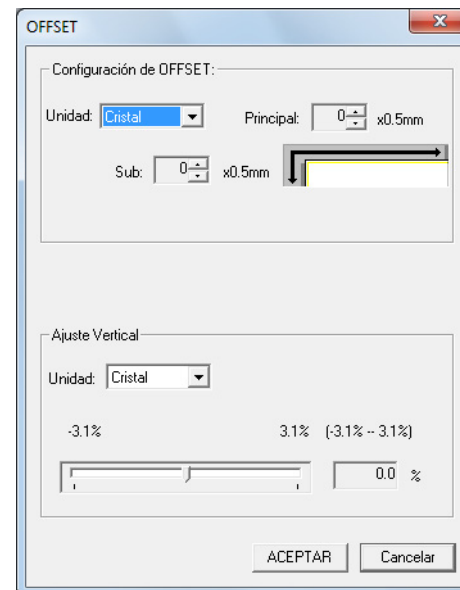 OFFSET
Configuración de OFFSET:
Unidad: Cristal Principal: 0 x0.5mm
Sub: 0 x0.5mm
Ajuste Vertical
Unidad: Cristal
-3.1% 3.1% (-3.1% -- 3.1%)
0.0 %
ACEPTAR Cancelar